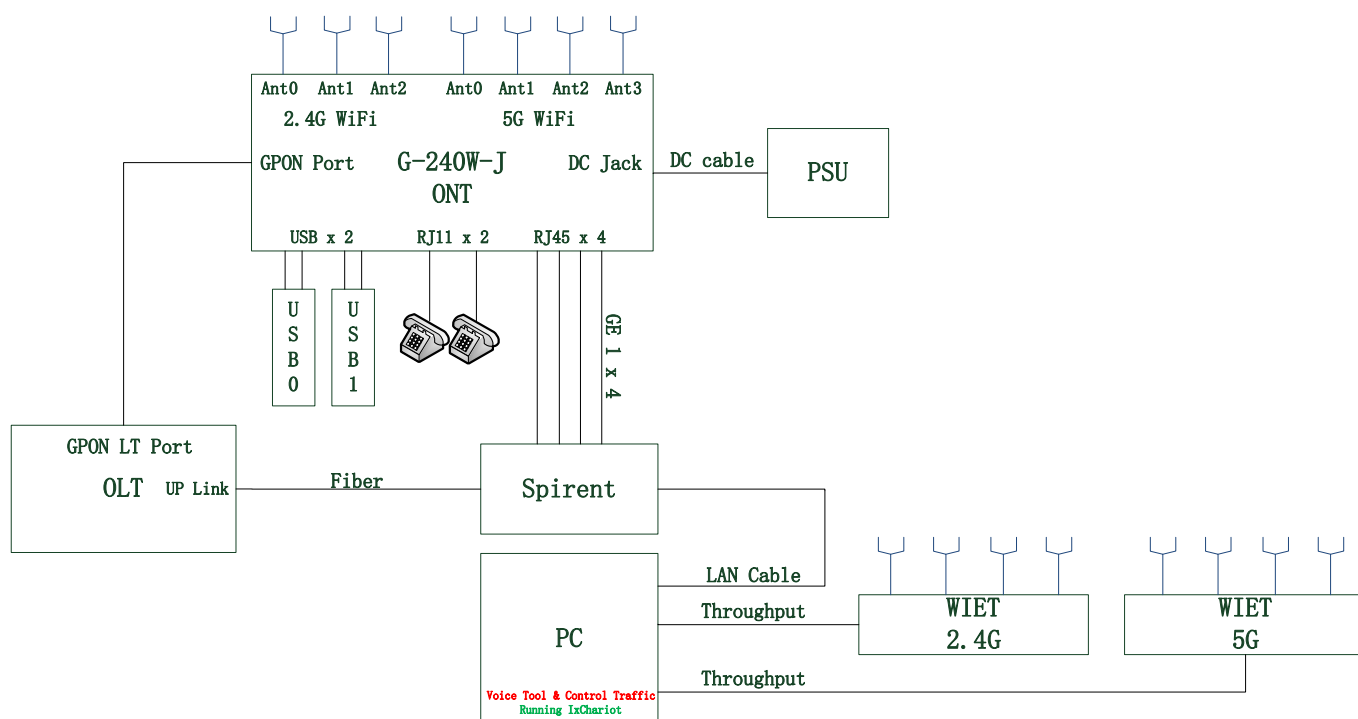 Ant0 Ant1 Ant2 Ant0 Ant1 Ant2 Ant3
2.4G WiFi 5G WiFi
GPON Port G-240W-J DC Jack DC cable PSU
ONT
USB x 2 RJ11 x 2 RJ45 x 4
USB0
USB1
GE 1 x 4
GPON LT Port
OLT UP Link Fiber Spirent
LAN Cable
Throughput
WIET
2.4G
WIET
5G
PC
Throughput
Voice Tool & Control Traffic
Running IxChariot